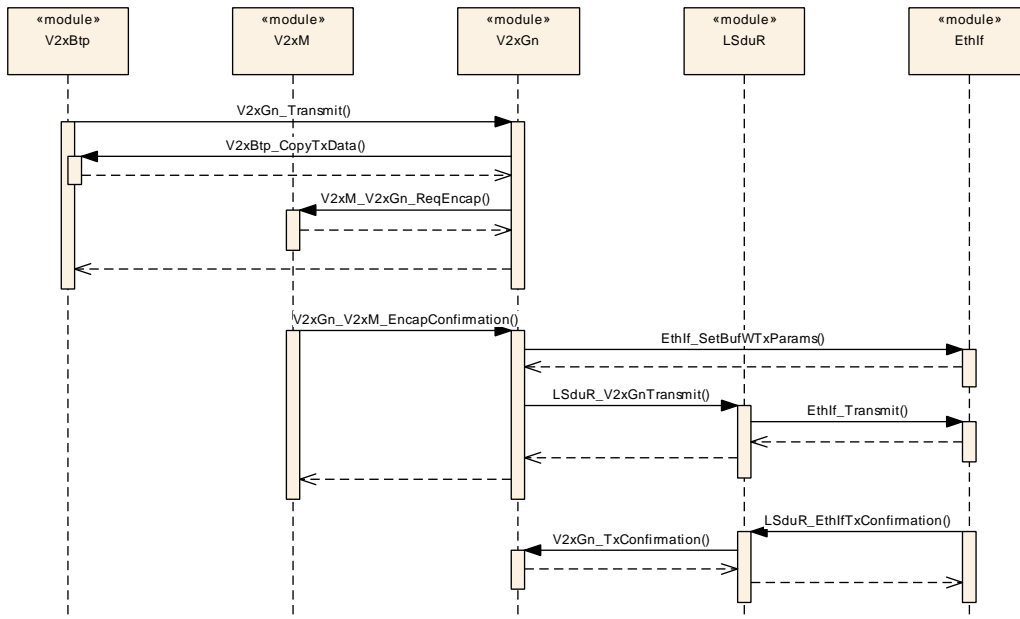 «module»
V2xBtp
«module»
V2xM
«module»
V2xGn
«module»
LSduR
«module»
EthIf
V2xGn_Transmit()
V2xBtp_CopyTxData()
V2xM_V2xGn_ReqEncap()
V2xGn_V2xM_EncapConfirmation()
EthIf_SetBufWTxParams()
LSduR_V2xGnTransmit()
EthIf_Transmit()
LSduR_EthIfTxConfirmation()
V2xGn_TxConfirmation()